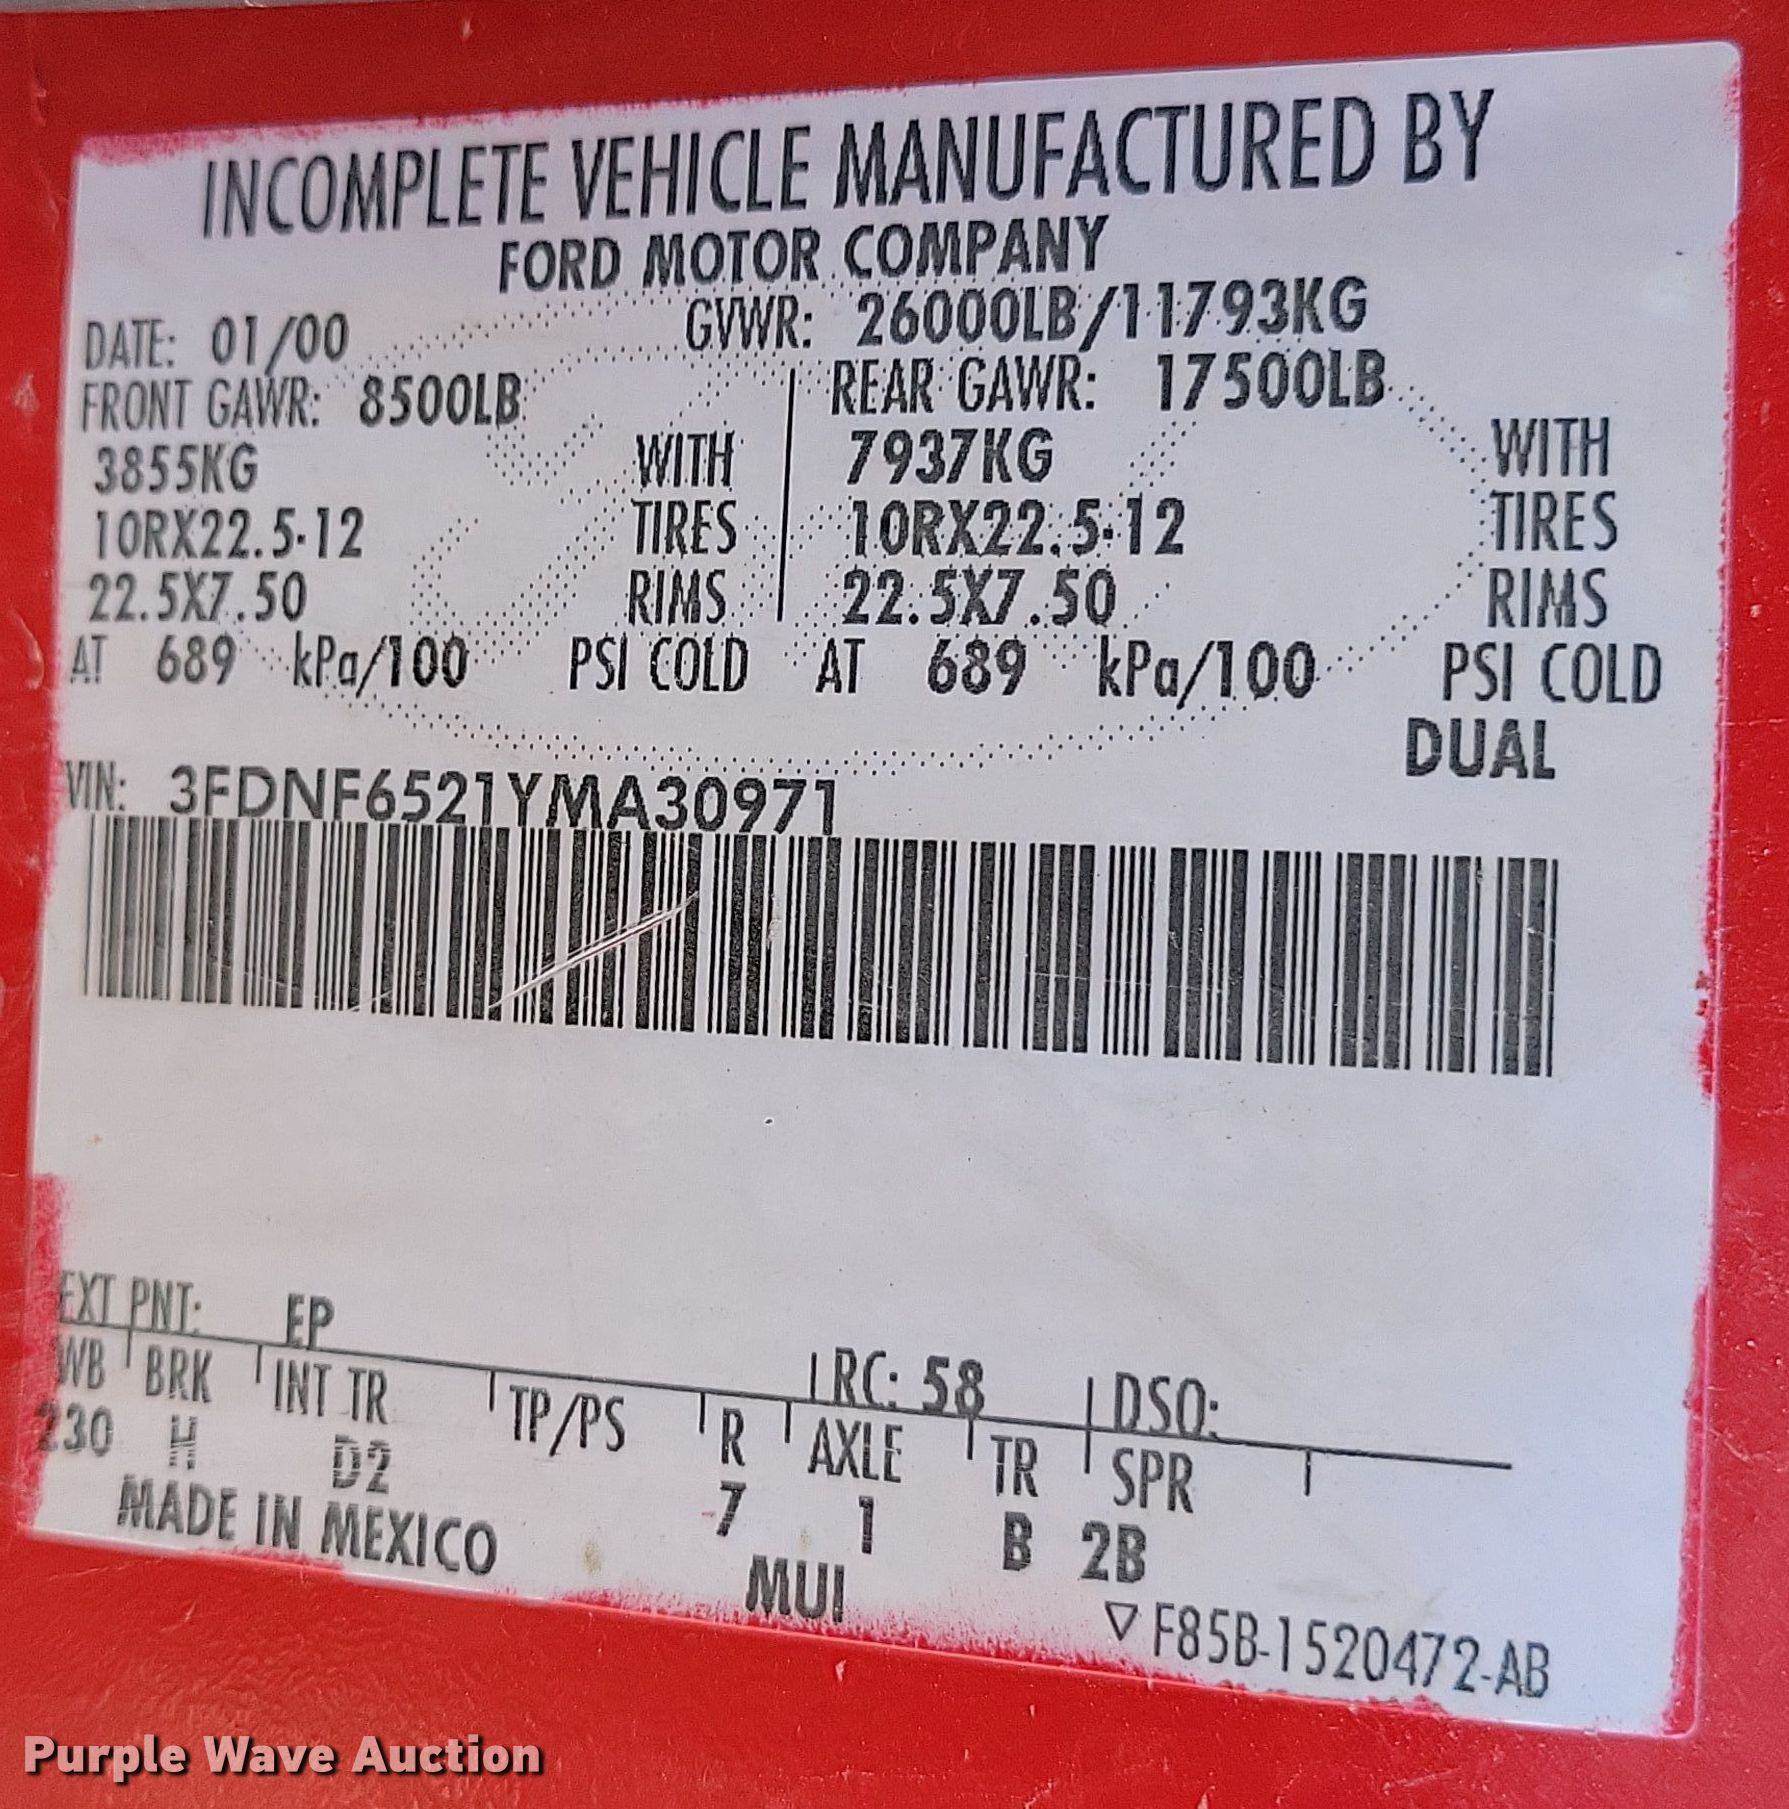 INCOMPLETE VEHICLE MANUFACTURED BY
FORD MOTOR COMPANY
DATE: 01/00 GVWR: 26000LB/11793KG
FRONT GAWR: 8500LB REAR GAWR: 17500LB
3855KG WITH 7937KG WITH
10RX22.5-12 TIRES 10RX22.5-12 TIRES
22.5X7.50 RIMS 22.5X7.50 RIMS
AT 689 kPa/100 PSI COLD AT 689 kPa/100 PSI COLD
DUAL
VIN: 3FDNF6521YMA30971
EXT PNT: EP RC: 58 DSO:
WB BRK INT TR TP/PS R AXLE TR SPR
230 H D2 7 1 B 2B
MADE IN MEXICO MUI
▽ F85B-1520472-AB
Purple Wave Auction